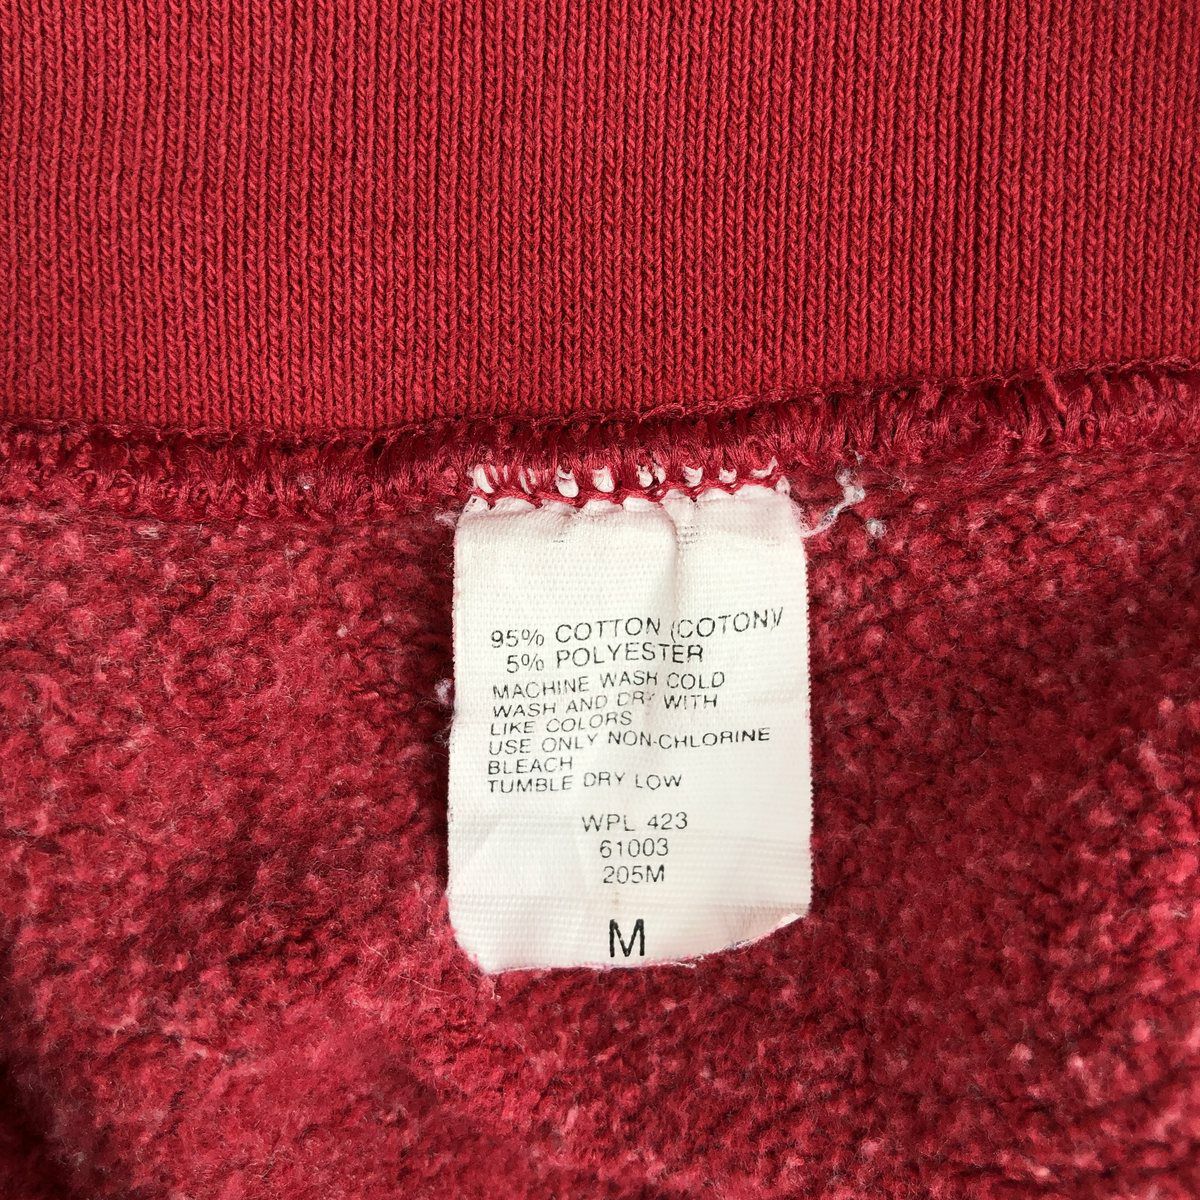 95% COTTON (COTON)/
5% POLYESTER
MACHINE WASH COLD
WASH AND DRY WITH
LIKE COLORS
USE ONLY NON-CHLORINE
BLEACH
TUMBLE DRY LOW
WPL 423
61003
205M
M